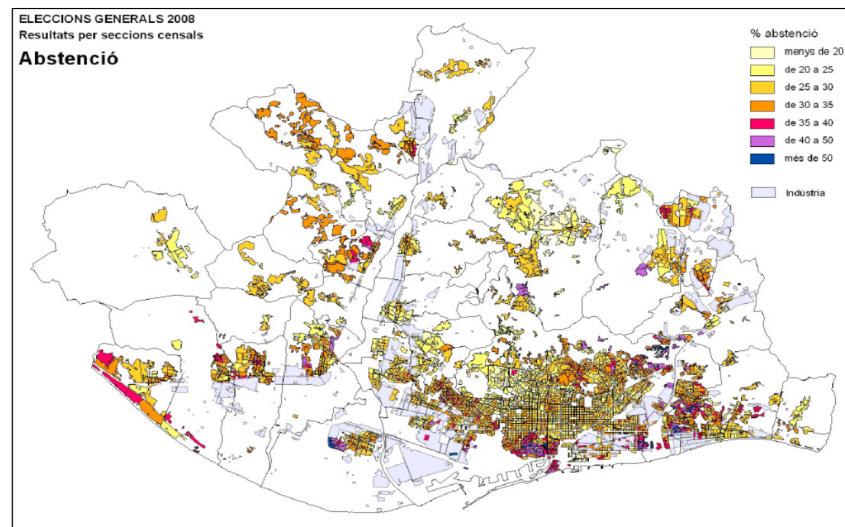 ELECCIONS GENERALS 2008
Resultats per seccions censals
Abstenció
% abstenció
menys de 20
de 20 a 25
de 25 a 30
de 30 a 35
de 35 a 40
de 40 a 50
més de 50
Indústria